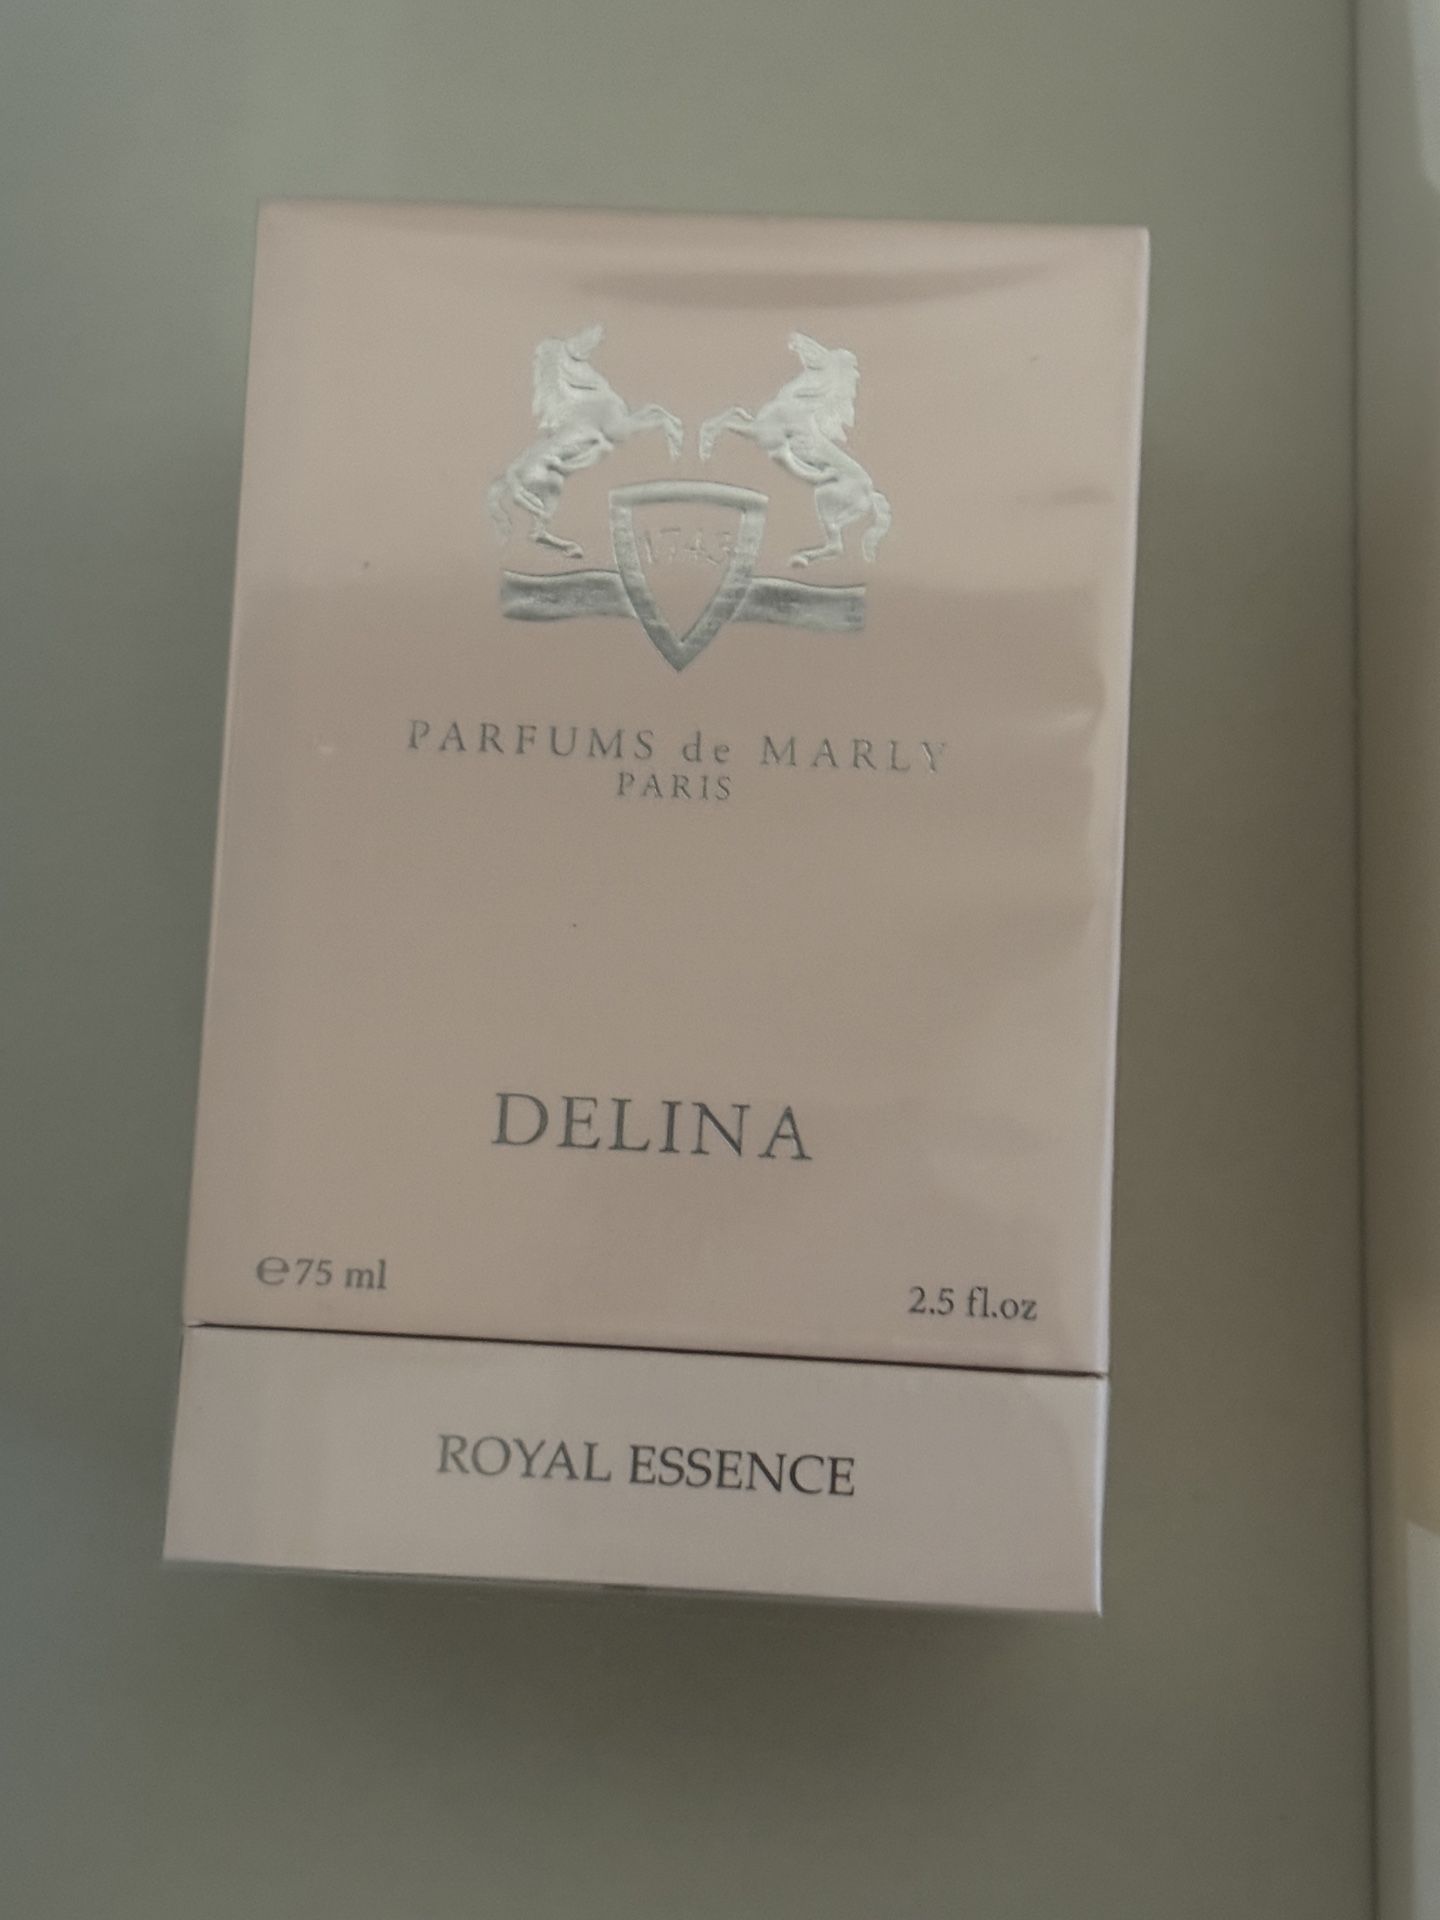 1743
PARFUMS de MARLY
PARIS
DELINA
℮75 ml
2.5 fl.oz
ROYAL ESSENCE